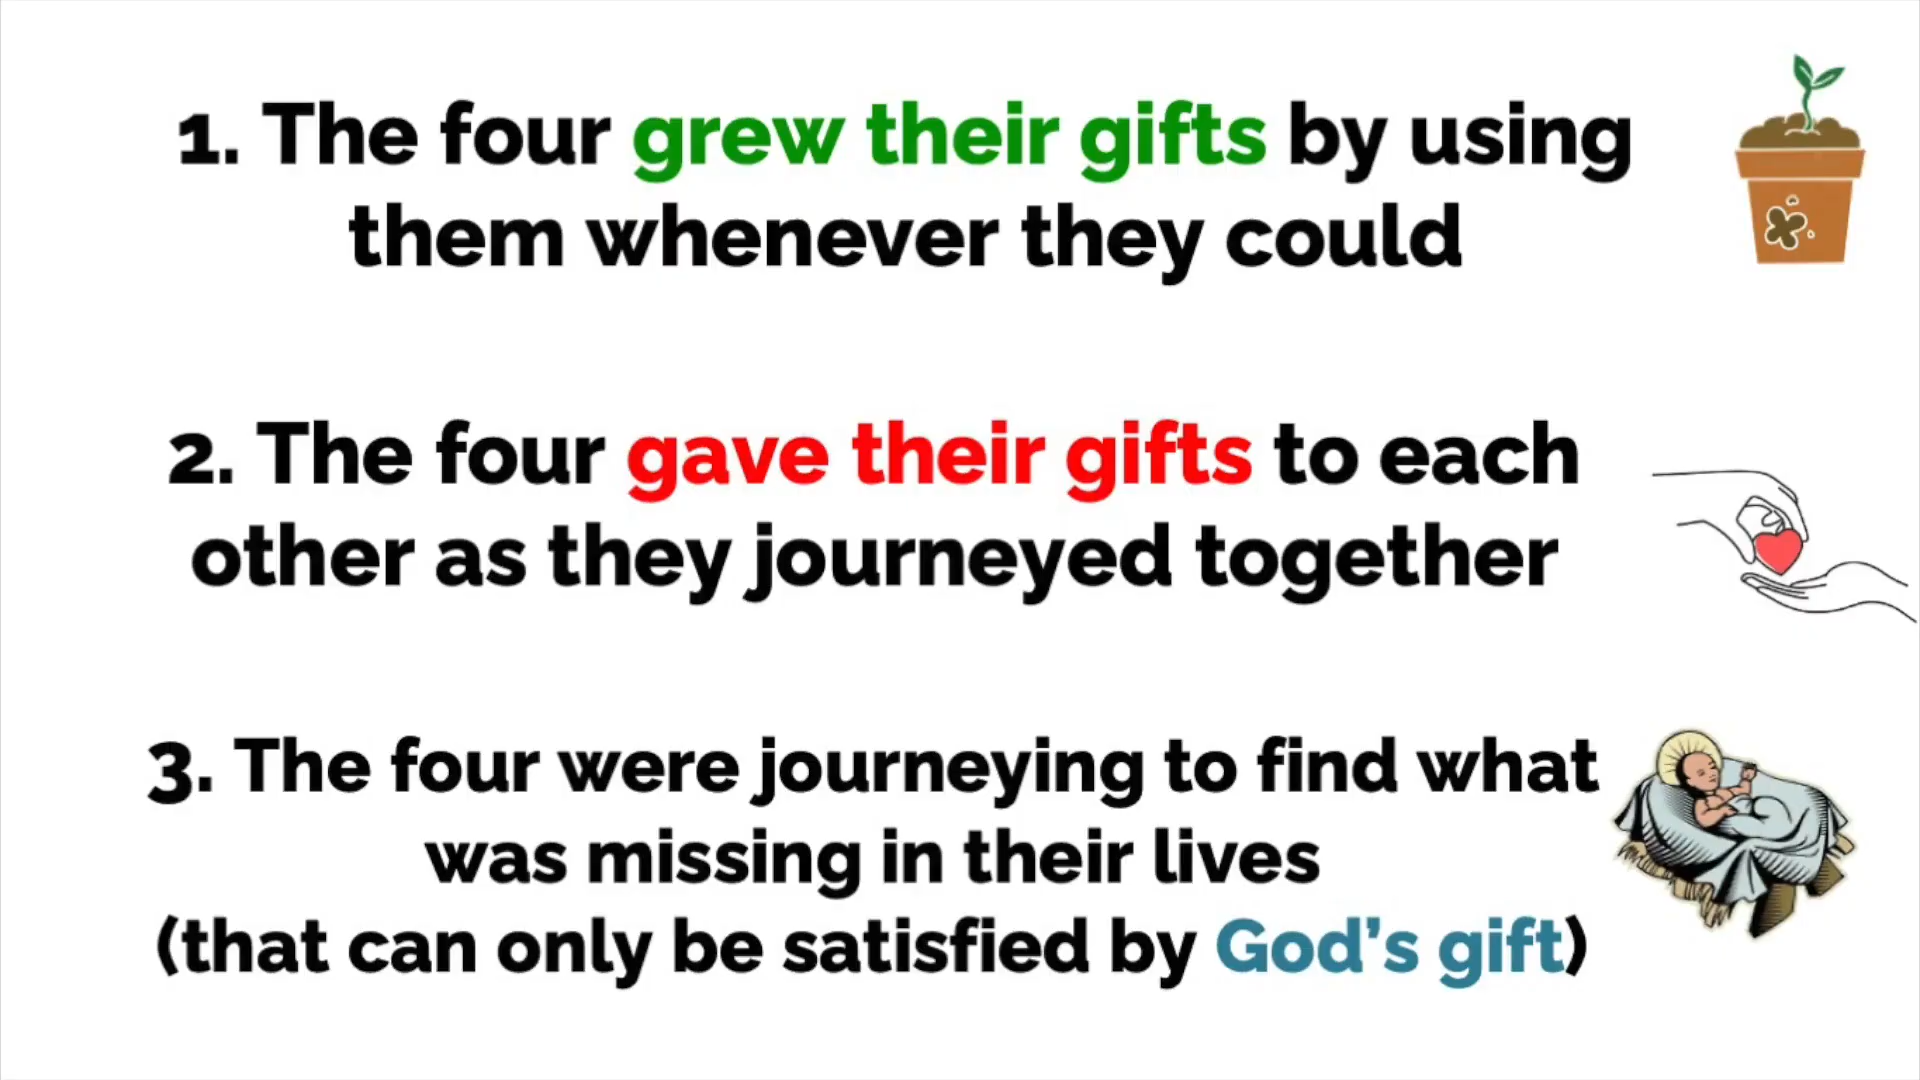 1. The four grew their gifts by using
them whenever they could
2. The four gave their gifts to each
other as they journeyed together
3. The four were journeying to find what
was missing in their lives
(that can only be satisfied by God’s gift)